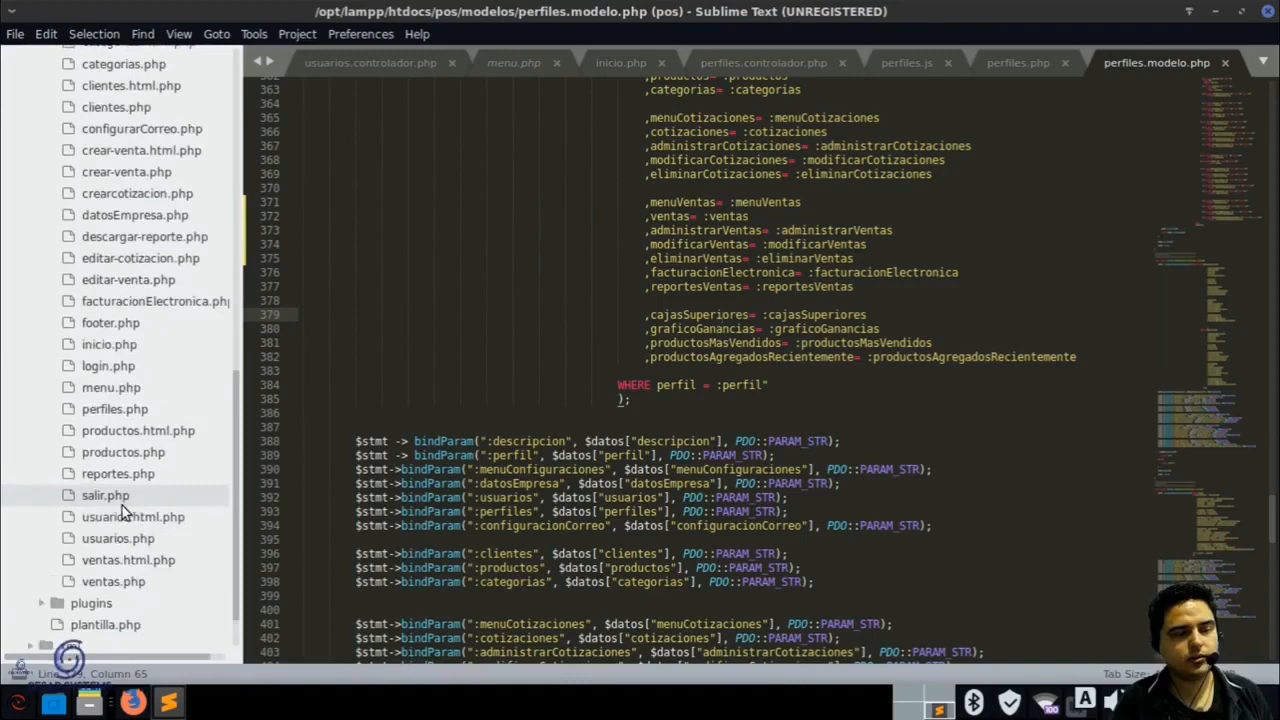 /opt/lampp/htdocs/pos/modelos/perfiles.modelo.php (pos) - Sublime Text (UNREGISTERED)
File Edit Selection Find View Goto Tools Project Preferences Help
usuarios.controlador.php menu.php inicio.php perfiles.controlador.php perfiles.js perfiles.php perfiles.modelo.php
categorias.php
clientes.html.php
clientes.php
configurarCorreo.php
crear-venta.html.php
crear-venta.php
crearcotizacion.php
datosEmpresa.php
descargar-reporte.php
editar-cotizacion.php
editar-venta.php
facturacionElectronica.php
footer.php
inicio.php
login.php
menu.php
perfiles.php
productos.html.php
productos.php
reportes.php
salir.php
usuarios.html.php
usuarios.php
ventas.html.php
ventas.php
plugins
plantilla.php
362 ,productos= :productos
363 ,categorias= :categorias
364
365 ,menuCotizaciones= :menuCotizaciones
366 ,cotizaciones= :cotizaciones
367 ,administrarCotizaciones= :administrarCotizaciones
368 ,modificarCotizaciones= :modificarCotizaciones
369 ,eliminarCotizaciones= :eliminarCotizaciones
370
371 ,menuVentas= :menuVentas
372 ,ventas= :ventas
373 ,administrarVentas= :administrarVentas
374 ,modificarVentas= :modificarVentas
375 ,eliminarVentas= :eliminarVentas
376 ,facturacionElectronica= :facturacionElectronica
377 ,reportesVentas= :reportesVentas
378
379 ,cajasSuperiores= :cajasSuperiores
380 ,graficoGanancias= :graficoGanancias
381 ,productosMasVendidos= :productosMasVendidos
382 ,productosAgregadosRecientemente= :productosAgregadosRecientemente
383
384 WHERE perfil = :perfil"
385 );
386
387
388 $stmt -> bindParam(":descripcion", $datos["descripcion"], PDO::PARAM_STR);
389 $stmt -> bindParam(":perfil", $datos["perfil"], PDO::PARAM_STR);
390 $stmt->bindParam(":menuConfiguraciones", $datos["menuConfiguraciones"], PDO::PARAM_STR);
391 $stmt->bindParam(":datosEmpresa", $datos["datosEmpresa"], PDO::PARAM_STR);
392 $stmt->bindParam(":usuarios", $datos["usuarios"], PDO::PARAM_STR);
393 $stmt->bindParam(":perfiles", $datos["perfiles"], PDO::PARAM_STR);
394 $stmt->bindParam(":configuracionCorreo", $datos["configuracionCorreo"], PDO::PARAM_STR);
395
396 $stmt->bindParam(":clientes", $datos["clientes"], PDO::PARAM_STR);
397 $stmt->bindParam(":productos", $datos["productos"], PDO::PARAM_STR);
398 $stmt->bindParam(":categorias", $datos["categorias"], PDO::PARAM_STR);
399
400
401 $stmt->bindParam(":menuCotizaciones", $datos["menuCotizaciones"], PDO::PARAM_STR);
402 $stmt->bindParam(":cotizaciones", $datos["cotizaciones"], PDO::PARAM_STR);
403 $stmt->bindParam(":administrarCotizaciones", $datos["administrarCotizaciones"], PDO::PARAM_STR);
Line 379, Column 65
Tab Size:
100
A